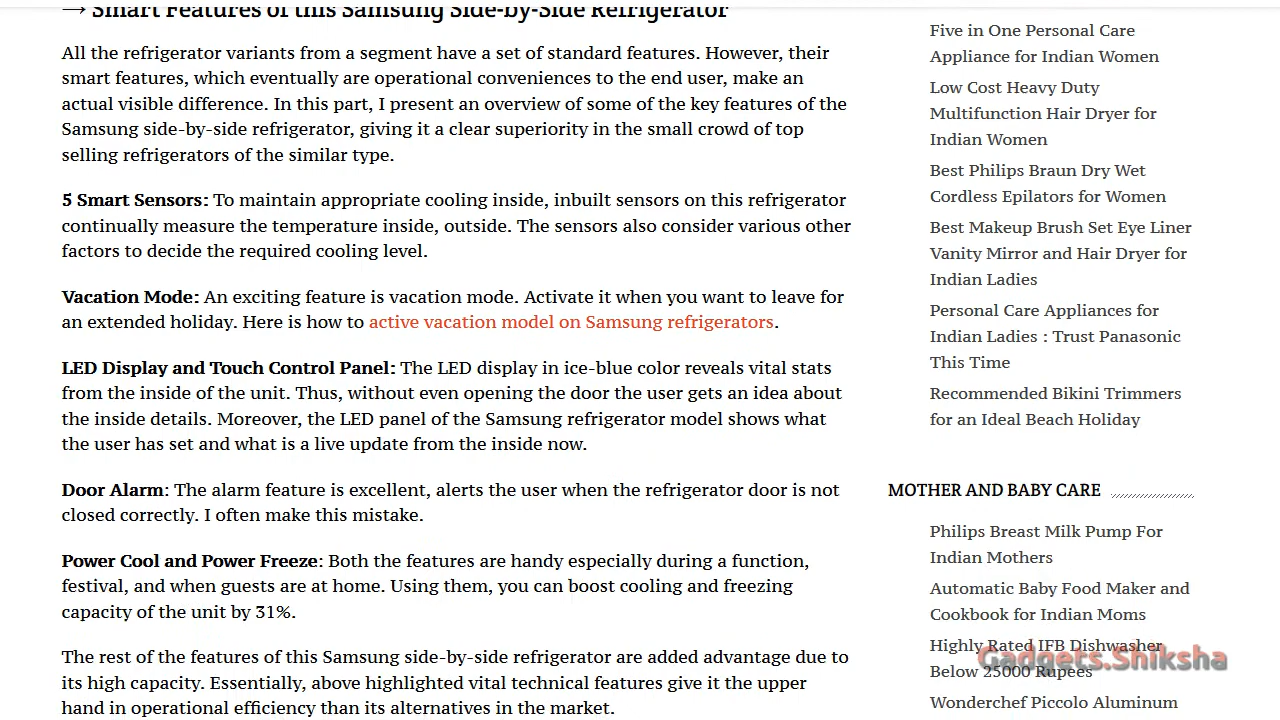 → Smart Features of this Samsung Side-by-Side Refrigerator
All the refrigerator variants from a segment have a set of standard features. However, their
smart features, which eventually are operational conveniences to the end user, make an
actual visible difference. In this part, I present an overview of some of the key features of the
Samsung side-by-side refrigerator, giving it a clear superiority in the small crowd of top
selling refrigerators of the similar type.
5 Smart Sensors: To maintain appropriate cooling inside, inbuilt sensors on this refrigerator
continually measure the temperature inside, outside. The sensors also consider various other
factors to decide the required cooling level.
Vacation Mode: An exciting feature is vacation mode. Activate it when you want to leave for
an extended holiday. Here is how to active vacation model on Samsung refrigerators.
LED Display and Touch Control Panel: The LED display in ice-blue color reveals vital stats
from the inside of the unit. Thus, without even opening the door the user gets an idea about
the inside details. Moreover, the LED panel of the Samsung refrigerator model shows what
the user has set and what is a live update from the inside now.
Door Alarm: The alarm feature is excellent, alerts the user when the refrigerator door is not
closed correctly. I often make this mistake.
Power Cool and Power Freeze: Both the features are handy especially during a function,
festival, and when guests are at home. Using them, you can boost cooling and freezing
capacity of the unit by 31%.
The rest of the features of this Samsung side-by-side refrigerator are added advantage due to
its high capacity. Essentially, above highlighted vital technical features give it the upper
hand in operational efficiency than its alternatives in the market.
Five in One Personal Care
Appliance for Indian Women
Low Cost Heavy Duty
Multifunction Hair Dryer for
Indian Women
Best Philips Braun Dry Wet
Cordless Epilators for Women
Best Makeup Brush Set Eye Liner
Vanity Mirror and Hair Dryer for
Indian Ladies
Personal Care Appliances for
Indian Ladies : Trust Panasonic
This Time
Recommended Bikini Trimmers
for an Ideal Beach Holiday
MOTHER AND BABY CARE
Philips Breast Milk Pump For
Indian Mothers
Automatic Baby Food Maker and
Cookbook for Indian Moms
Highly Rated IFB Dishwasher
Below 25000 Rupees
Wonderchef Piccolo Aluminum
Gadgets.Shiksha